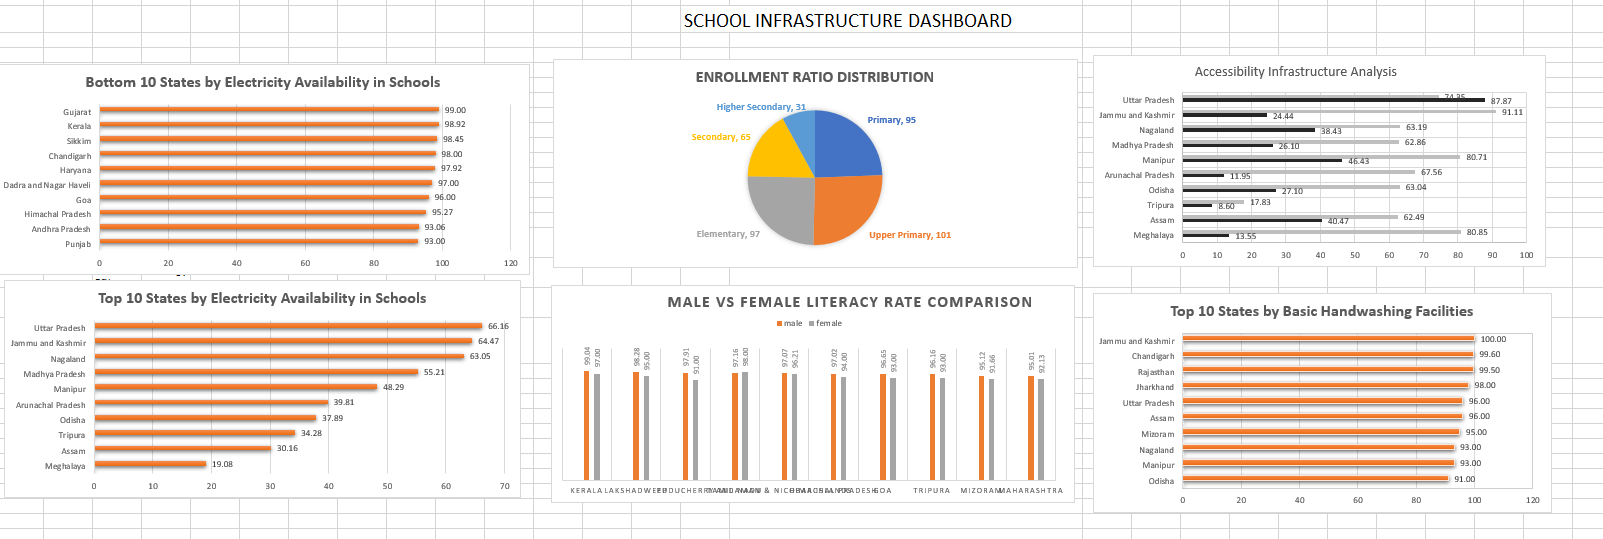 SCHOOL INFRASTRUCTURE DASHBOARD
Bottom 10 States by Electricity Availability in Schools
Gujarat 99.00
Kerala 98.92
Sikkim 98.45
Chandigarh 98.00
Haryana 97.92
Dadra and Nagar Haveli 97.00
Goa 96.00
Himachal Pradesh 95.27
Andhra Pradesh 93.06
Punjab 93.00
0 20 40 60 80 100 120
ENROLLMENT RATIO DISTRIBUTION
Higher Secondary, 31
Primary, 95
Secondary, 65
Elementary, 97
Upper Primary, 101
Accessibility Infrastructure Analysis
Uttar Pradesh 74.35 87.87
Jammu and Kashmir 91.11 24.44
Nagaland 63.19 38.43
Madhya Pradesh 62.86 26.10
Manipur 80.71 46.43
Arunachal Pradesh 67.56 11.95
Odisha 63.04 27.10
Tripura 17.83 8.60
Assam 62.49 40.47
Meghalaya 80.85 13.55
0 10 20 30 40 50 60 70 80 90 100
Top 10 States by Electricity Availability in Schools
Uttar Pradesh 66.16
Jammu and Kashmir 64.47
Nagaland 63.05
Madhya Pradesh 55.21
Manipur 48.29
Arunachal Pradesh 39.81
Odisha 37.89
Tripura 34.28
Assam 30.16
Meghalaya 19.08
0 10 20 30 40 50 60 70
MALE VS FEMALE LITERACY RATE COMPARISON
male female
99.04 97.00 98.28 95.00 97.91 91.00 97.16 98.00 97.07 96.21 97.02 94.00 96.65 93.00 96.16 93.00 95.12 91.66 95.01 92.13
KERALA LAKSHADWEEP GOA TRIPURA MIZORAM MAHARASHTRA
Top 10 States by Basic Handwashing Facilities
Jammu and Kashmir 100.00
Chandigarh 99.60
Rajasthan 99.50
Jharkhand 98.00
Uttar Pradesh 96.00
Assam 96.00
Mizoram 95.00
Nagaland 93.00
Manipur 93.00
Odisha 91.00
0 20 40 60 80 100 120